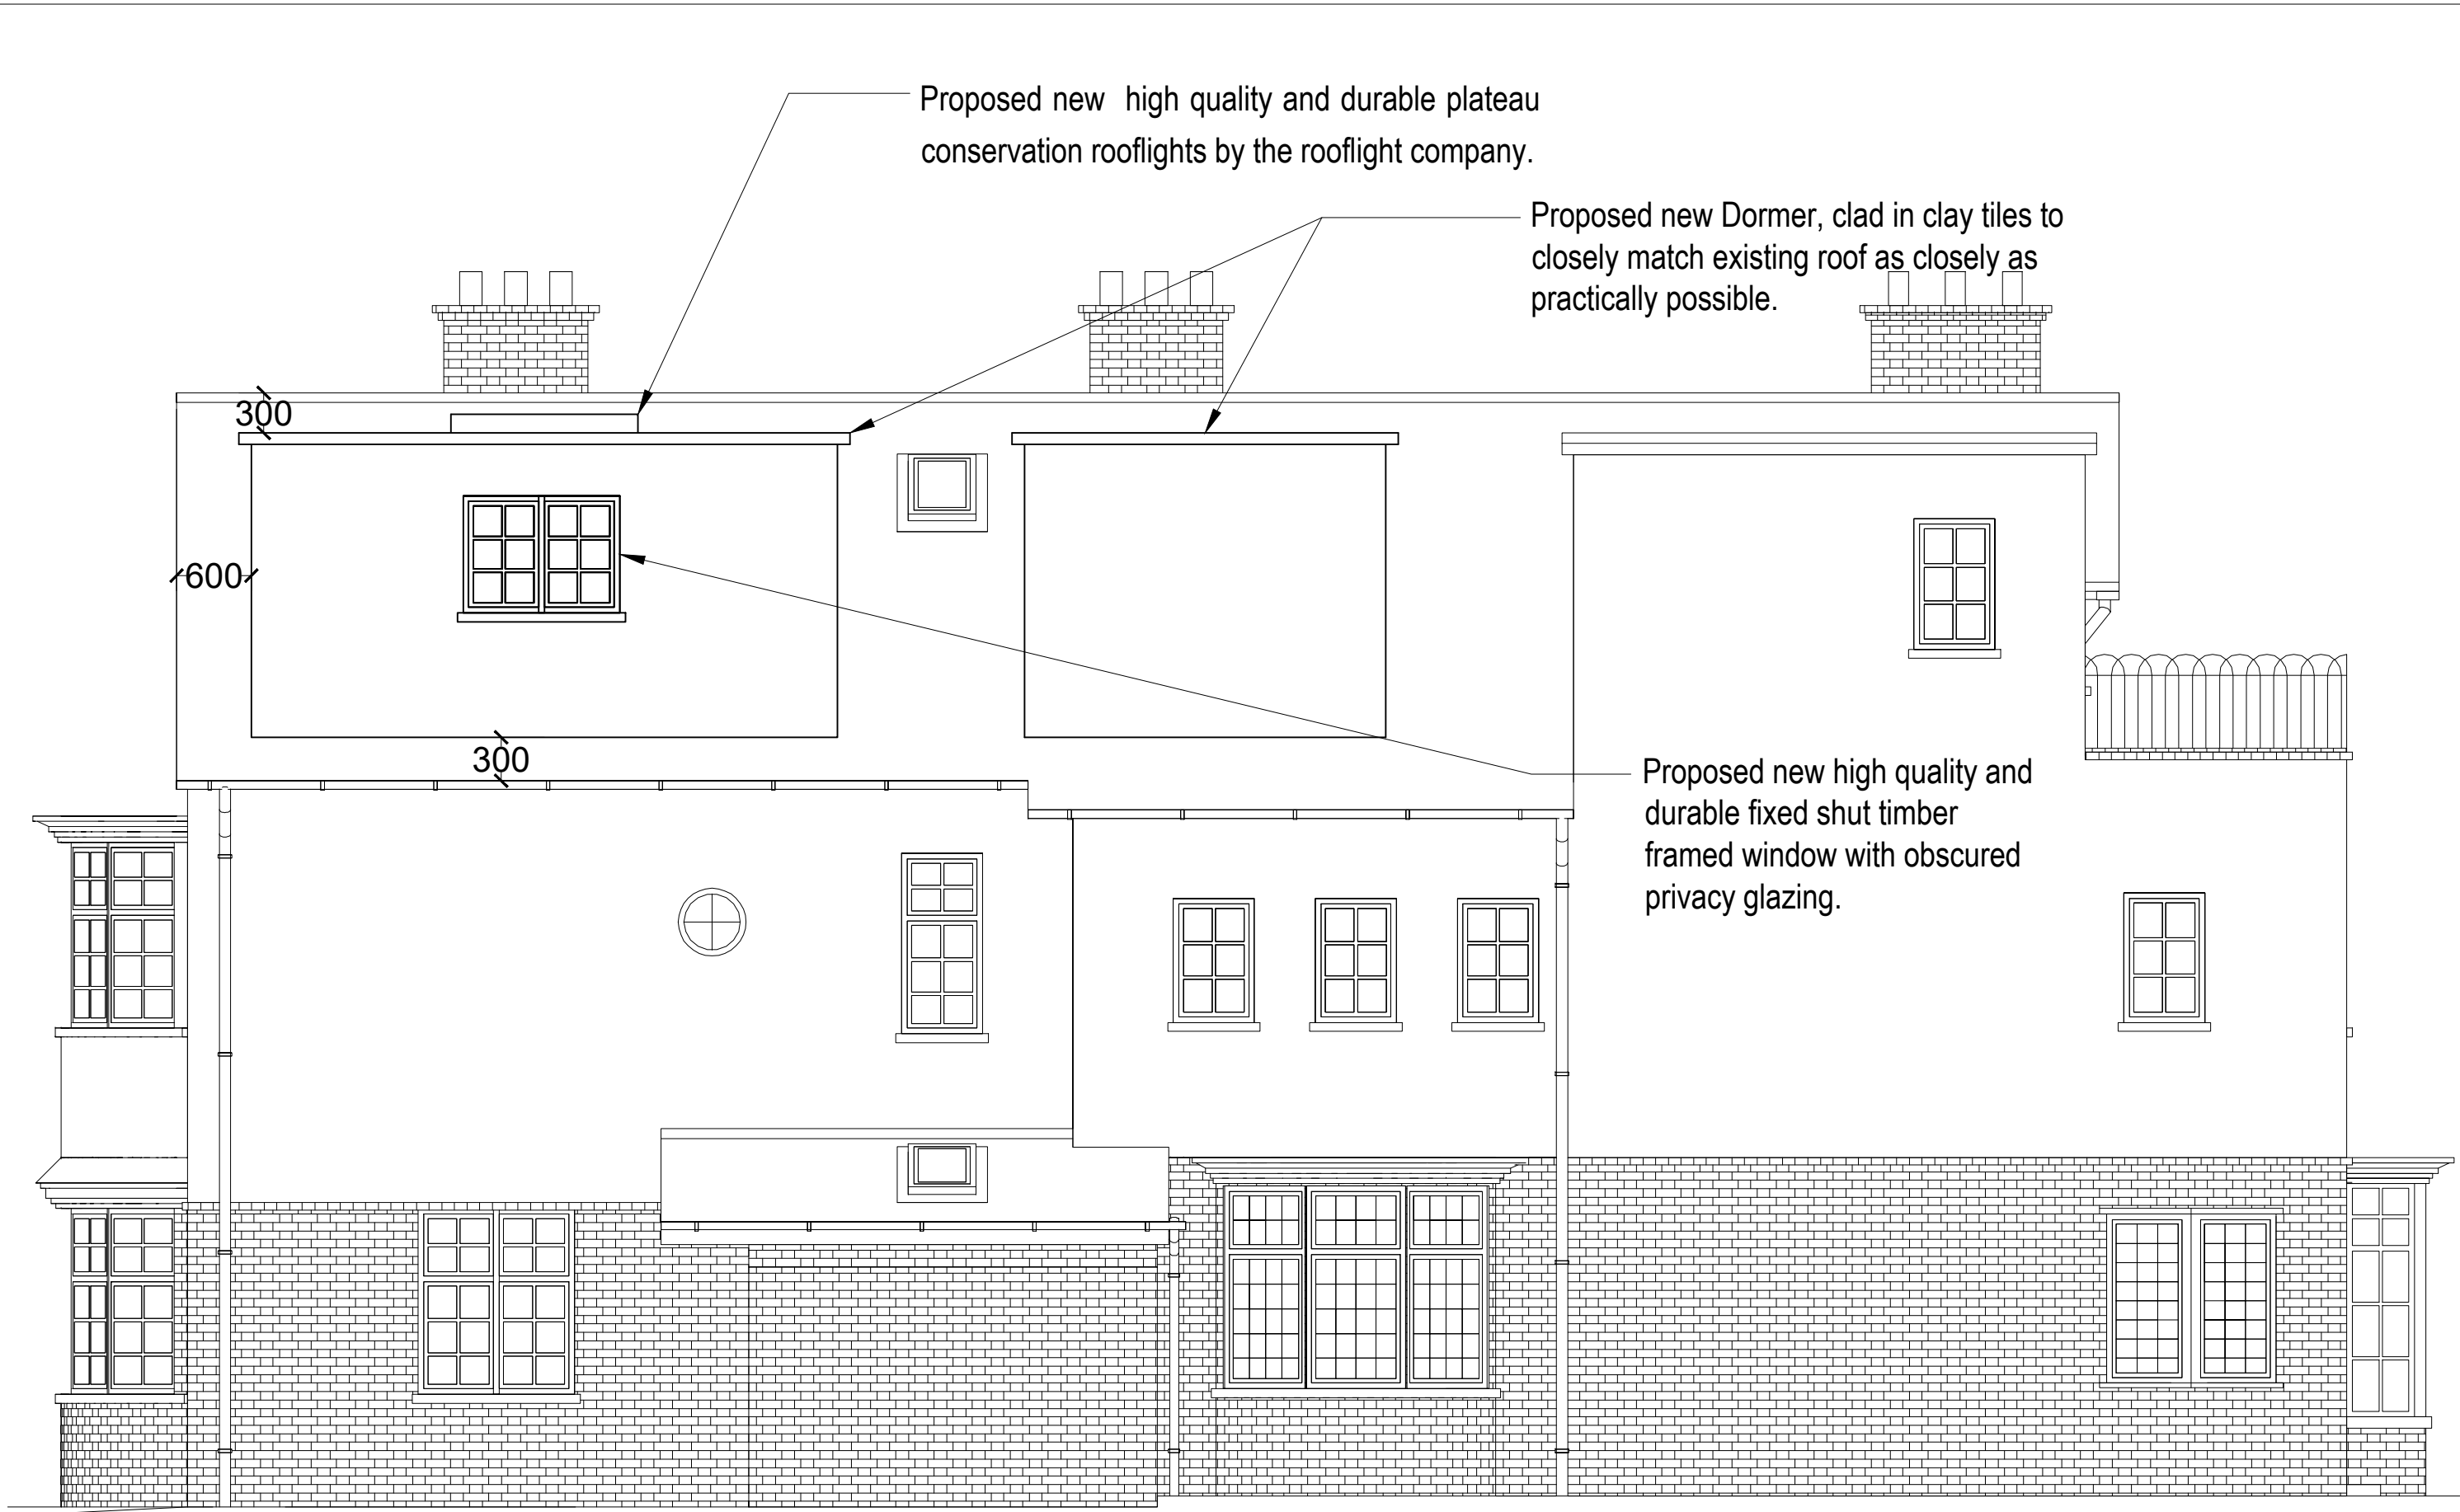 Proposed new high quality and durable plateau
conservation rooflights by the rooflight company.
Proposed new Dormer, clad in clay tiles to
closely match existing roof as closely as
practically possible.
300
600
300
Proposed new high quality and
durable fixed shut timber
framed window with obscured
privacy glazing.